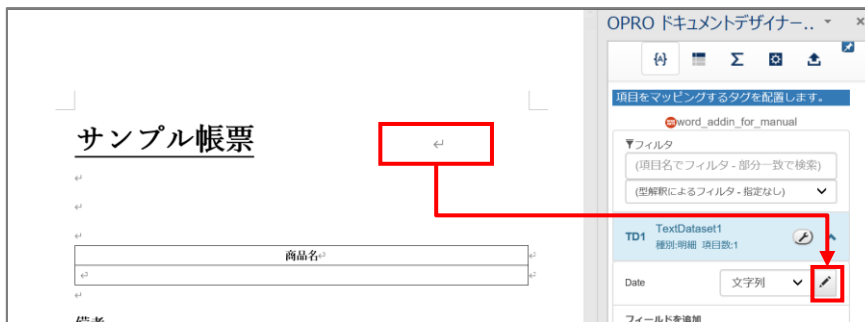 OPRO ドキュメントデザイナー..
項目をマッピングするタグを配置します。
word_addin_for_manual
フィルタ
(項目名でフィルタ - 部分一致で検索)
(型解釈によるフィルタ - 指定なし)
TD1 TextDataset1
種別:明細 項目数:1
Date 文字列
フィールドを追加
サンプル帳票
商品名
備考